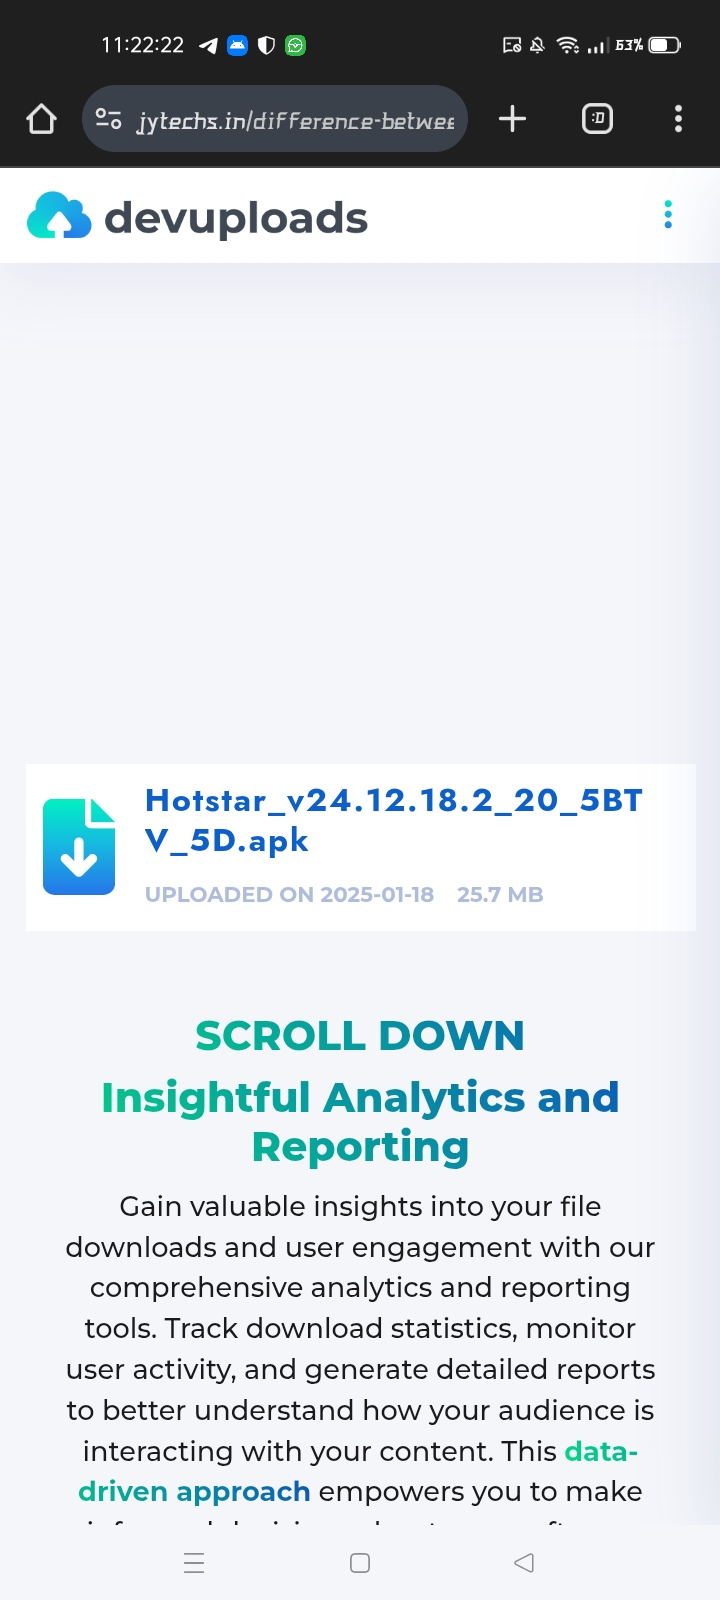 11:22:22
63%
jytechs.in/difference-betwee
:D
devuploads
Hotstar_v24.12.18.2_20_5BT
V_5D.apk
UPLOADED ON 2025-01-18 25.7 MB
SCROLL DOWN
Insightful Analytics and
Reporting
Gain valuable insights into your file
downloads and user engagement with our
comprehensive analytics and reporting
tools. Track download statistics, monitor
user activity, and generate detailed reports
to better understand how your audience is
interacting with your content. This data-
driven approach empowers you to make